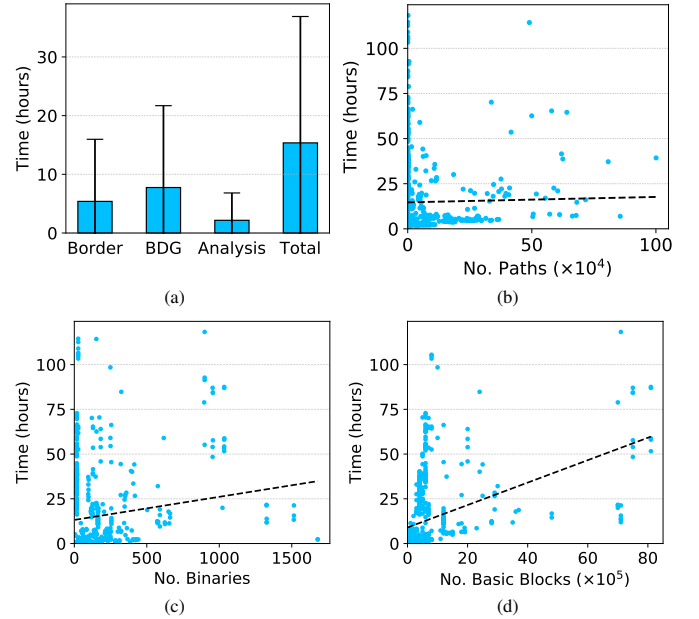 Time (hours)
30
20
10
0
Border BDG Analysis Total
(a)
Time (hours)
100
75
50
25
0
0 50 100
No. Paths (×10⁴)
(b)
Time (hours)
100
75
50
25
0
0 500 1000 1500
No. Binaries
(c)
Time (hours)
100
75
50
25
0
0 20 40 60 80
No. Basic Blocks (×10⁵)
(d)